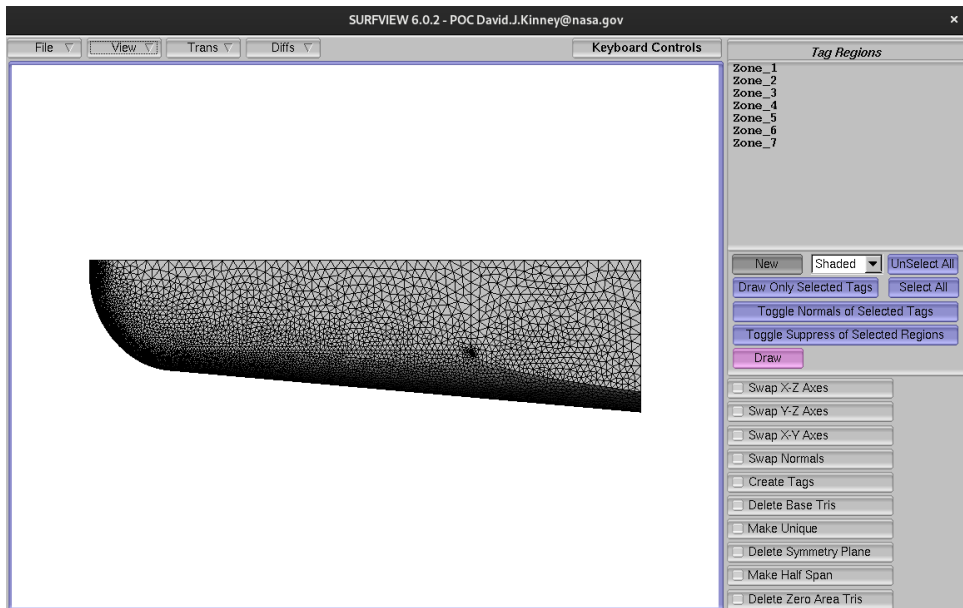 SURFVIEW 6.0.2 - POC David.J.Kinney@nasa.gov ×
File View Trans Diffs Keyboard Controls
Tag Regions
Zone_1
Zone_2
Zone_3
Zone_4
Zone_5
Zone_6
Zone_7
New Shaded UnSelect All
Draw Only Selected Tags Select All
Toggle Normals of Selected Tags
Toggle Suppress of Selected Regions
Draw
Swap X-Z Axes
Swap Y-Z Axes
Swap X-Y Axes
Swap Normals
Create Tags
Delete Base Tris
Make Unique
Delete Symmetry Plane
Make Half Span
Delete Zero Area Tris